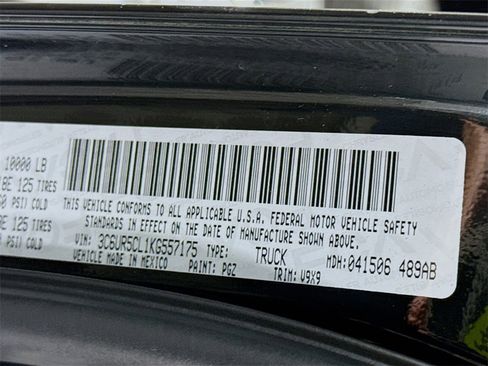 10000 LB
BE 125 TIRES
PSI) COLD
THIS VEHICLE CONFORMS TO ALL APPLICABLE U.S.A. FEDERAL MOTOR VEHICLE SAFETY
STANDARDS IN EFFECT ON THE DATE OF MANUFACTURE SHOWN ABOVE.
BE 125 TIRES
PSI) COLD
VIN: 3C6UR5CL1KG557175 TYPE: TRUCK MDH: 041506 489AB
VEHICLE MADE IN MEXICO PAINT: PGZ TRIM: V9X9